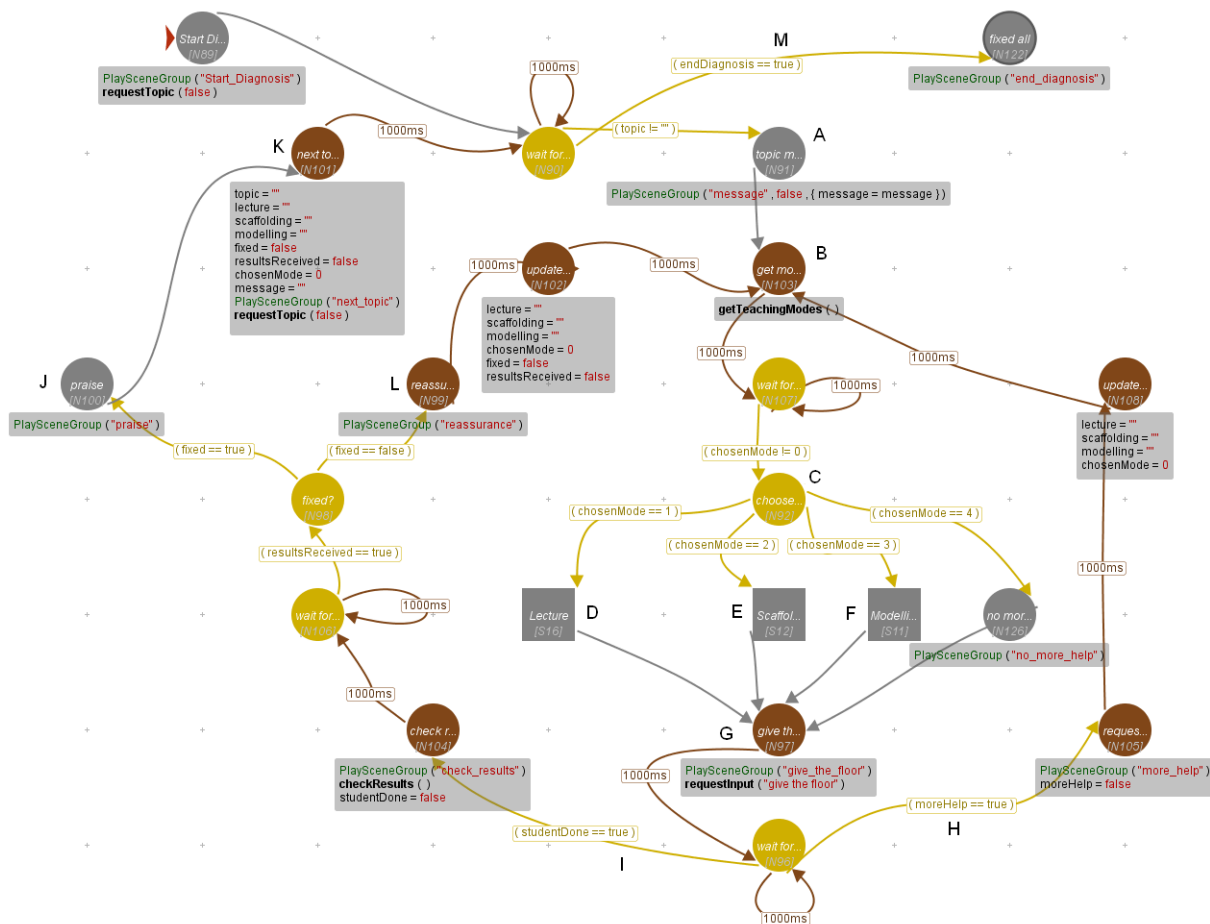 Start Di...
[N89]
PlaySceneGroup ( "Start_Diagnosis" )
requestTopic ( false )
M
fixed all
[N122]
PlaySceneGroup ( "end_diagnosis" )
1000ms
( endDiagnosis == true )
K
next to...
[N101]
1000ms
wait for...
[N90]
( topic != "" )
A
topic m...
[N91]
PlaySceneGroup ( "message" , false , { message = message } )
topic = ""
lecture = ""
scaffolding = ""
modelling = ""
fixed = false
resultsReceived = false
chosenMode = 0
message = ""
PlaySceneGroup ( "next_topic" )
requestTopic ( false )
update...
[N102]
1000ms
1000ms
lecture = ""
scaffolding = ""
modelling = ""
chosenMode = 0
fixed = false
resultsReceived = false
B
get mo...
[N103]
getTeachingModes ( )
1000ms
1000ms
J
praise
[N100]
PlaySceneGroup ( "praise" )
L
reassu...
[N99]
PlaySceneGroup ( "reassurance" )
wait for...
[N107]
1000ms
update...
[N108]
lecture = ""
scaffolding = ""
modelling = ""
chosenMode = 0
( fixed == true )
( fixed == false )
( chosenMode != 0 )
fixed?
[N98]
C
choose...
[N92]
( chosenMode == 1 )
( chosenMode == 2 )
( chosenMode == 3 )
( chosenMode == 4 )
( resultsReceived == true )
1000ms
wait for...
[N106]
1000ms
Lecture
[S16]
D
E
Scaffol...
[S12]
F
Modelli...
[S11]
no mor...
[N126]
PlaySceneGroup ( "no_more_help" )
1000ms
check r...
[N104]
PlaySceneGroup ( "check_results" )
checkResults ( )
studentDone = false
G
give th...
[N97]
PlaySceneGroup ( "give_the_floor" )
requestInput ( "give the floor" )
1000ms
reques...
[N105]
PlaySceneGroup ( "more_help" )
moreHelp = false
( moreHelp == true )
H
( studentDone == true )
I
wait for...
[N96]
1000ms